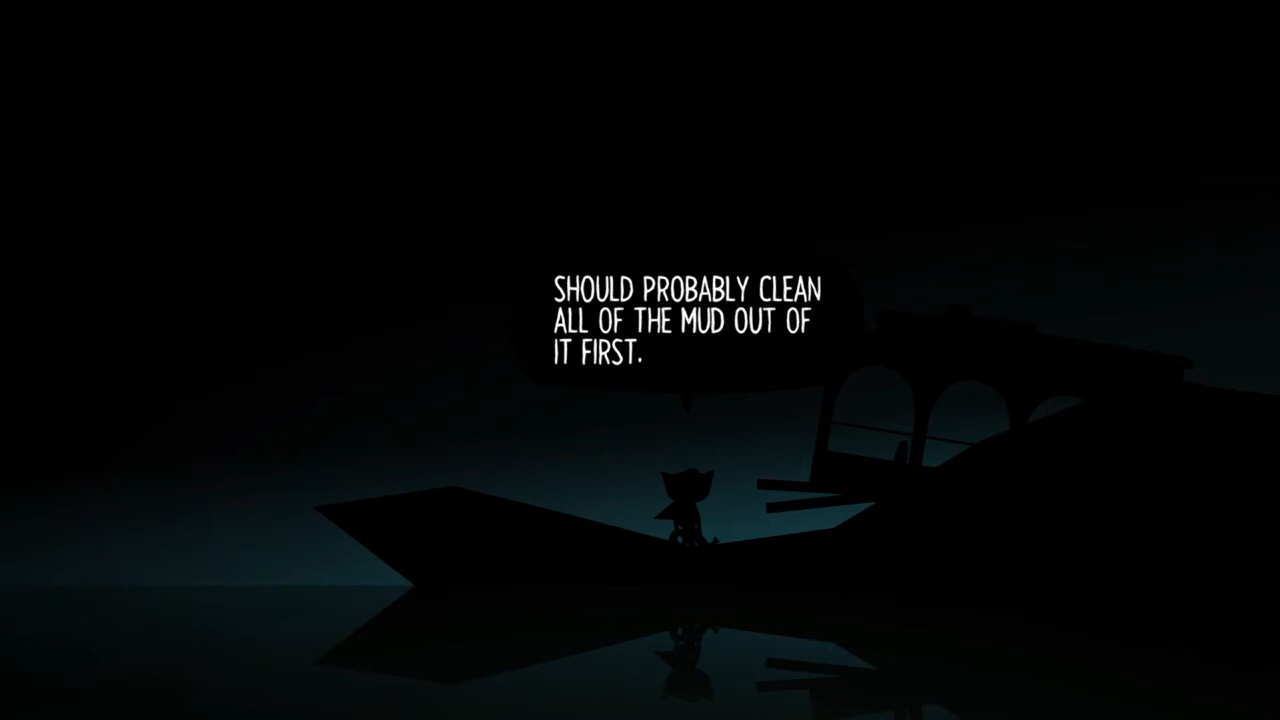 SHOULD PROBABLY CLEAN
ALL OF THE MUD OUT OF
IT FIRST.